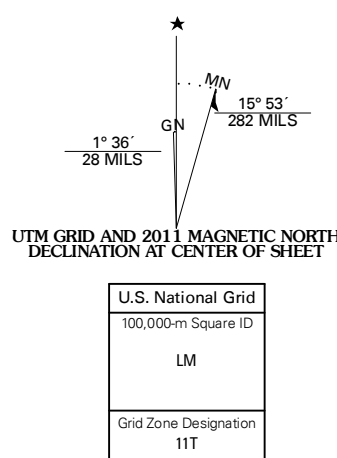 ★
MN
15° 53´
282 MILS
GN
1° 36´
28 MILS
UTM GRID AND 2011 MAGNETIC NORTH
DECLINATION AT CENTER OF SHEET
U.S. National Grid
100,000-m Square ID
LM
Grid Zone Designation
11T